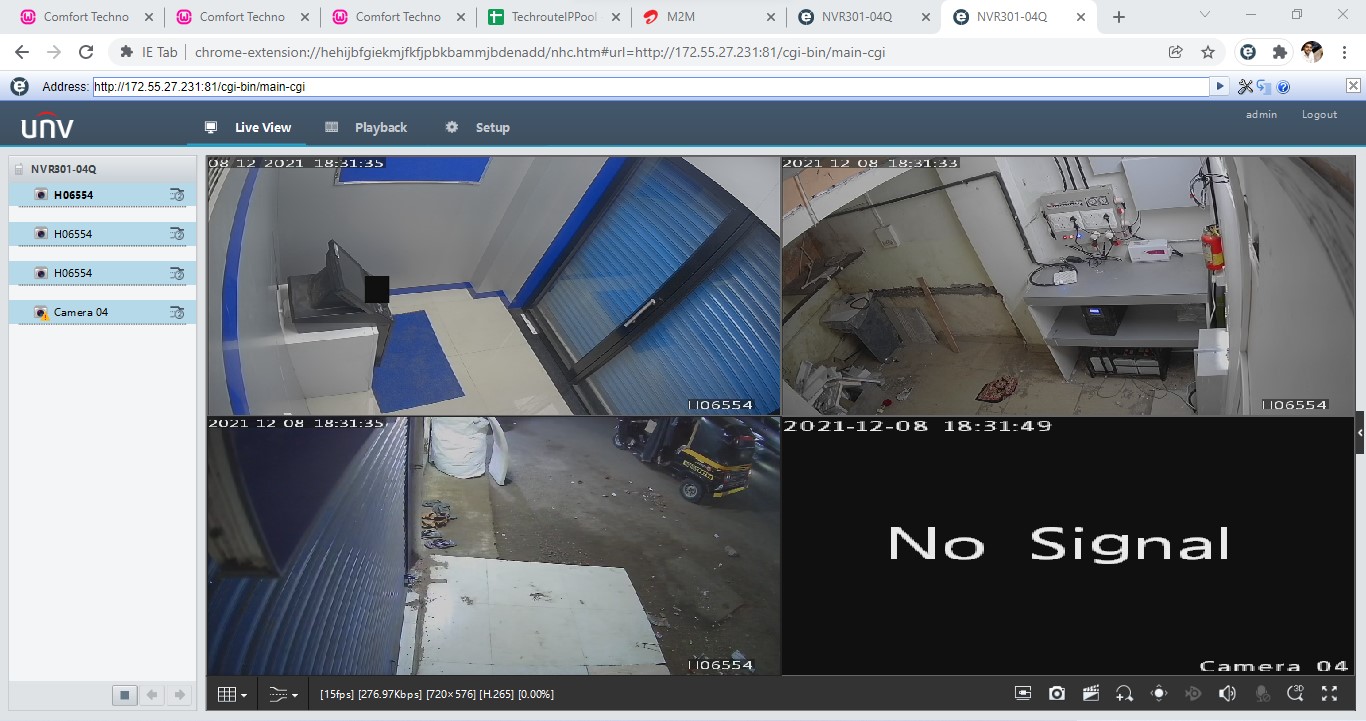 Comfort Techno
Comfort Techno
Comfort Techno
TechrouteIPPool
M2M
NVR301-04Q
NVR301-04Q
IE Tab
chrome-extension://hehijbfgiekmjfkfjpbkbammjbdenadd/nhc.htm#url=http://172.55.27.231:81/cgi-bin/main-cgi
Address: http://172.55.27.231:81/cgi-bin/main-cgi
unv
Live View
Playback
Setup
admin
Logout
NVR301-04Q
H06554
H06554
H06554
Camera 04
08 12 2021 18:31:35
H06554
2021 12 08 18:31:33
H06554
2021 12 08 18:31:35
H06554
2021-12-08 18:31:49
No Signal
Camera 04
[15fps] [276.97Kbps] [720×576] [H.265] [0.00%]
3D